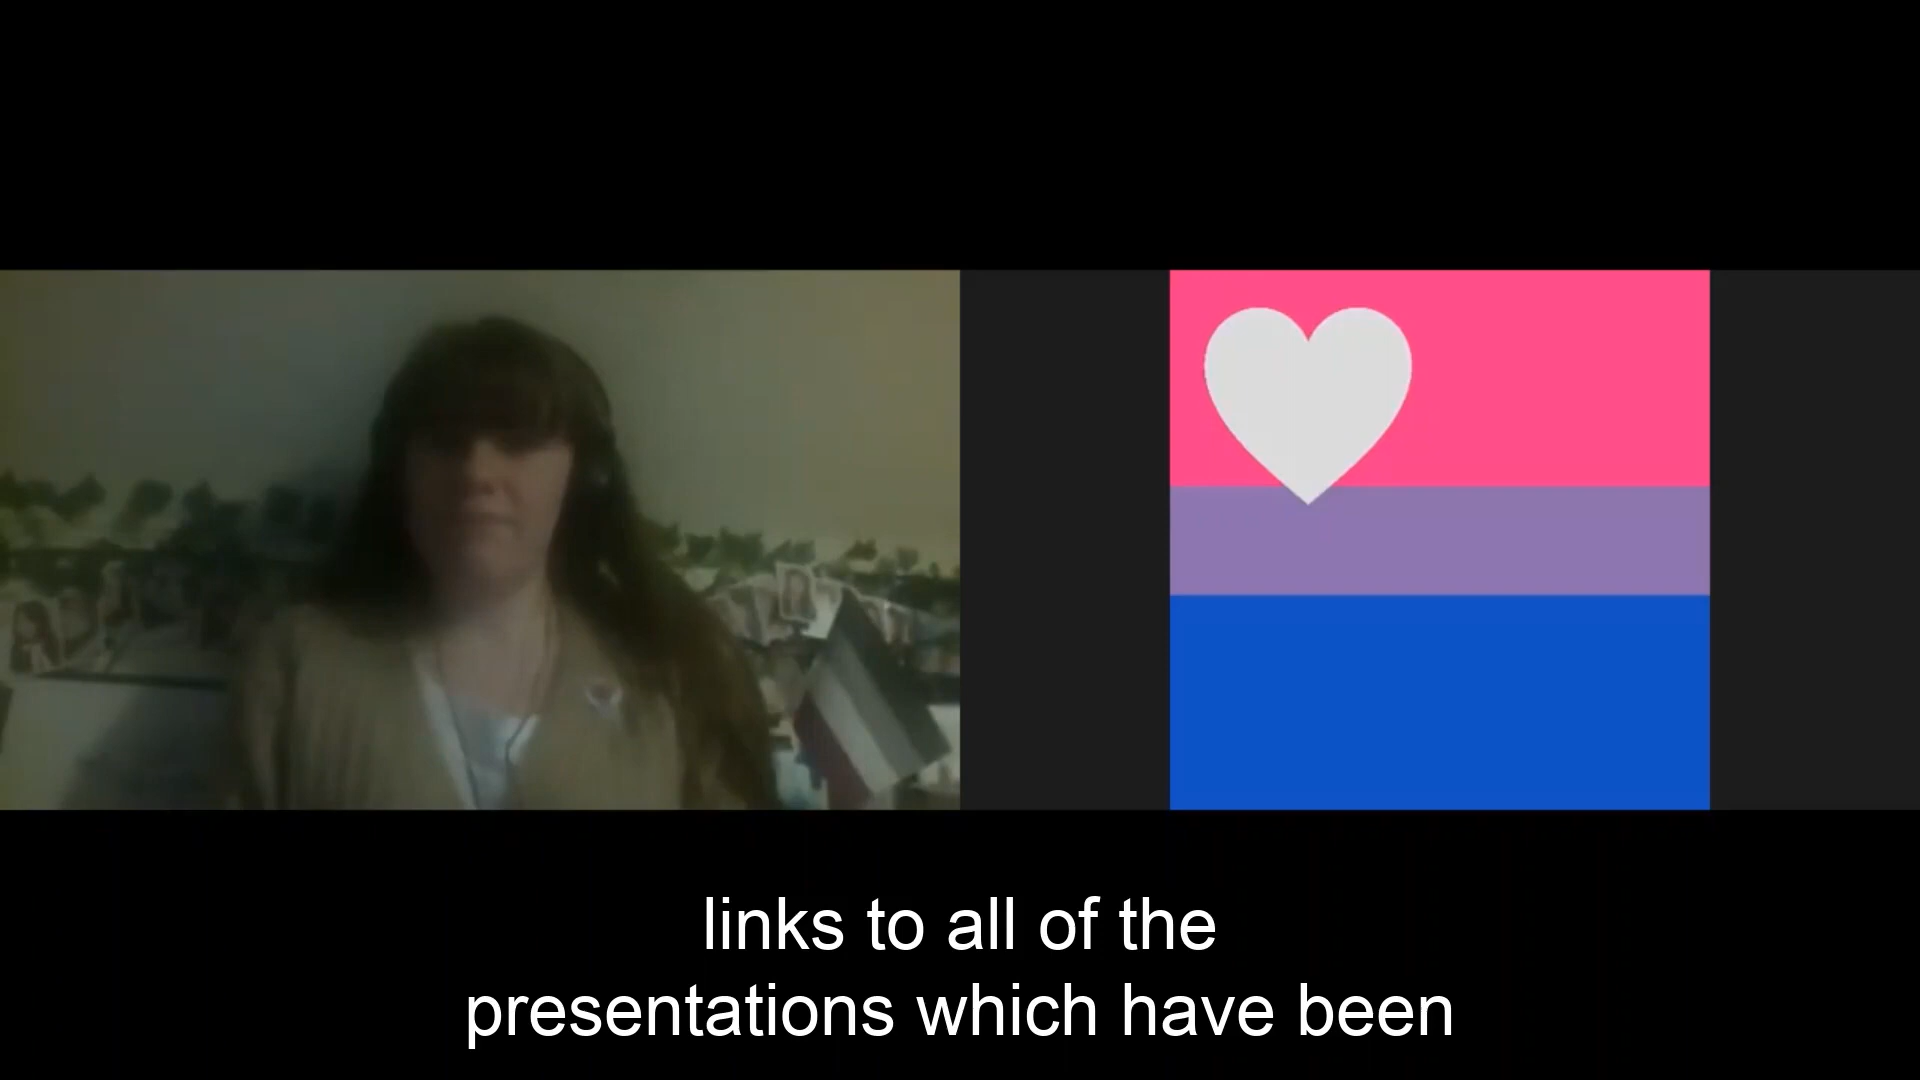 links to all of the
presentations which have been